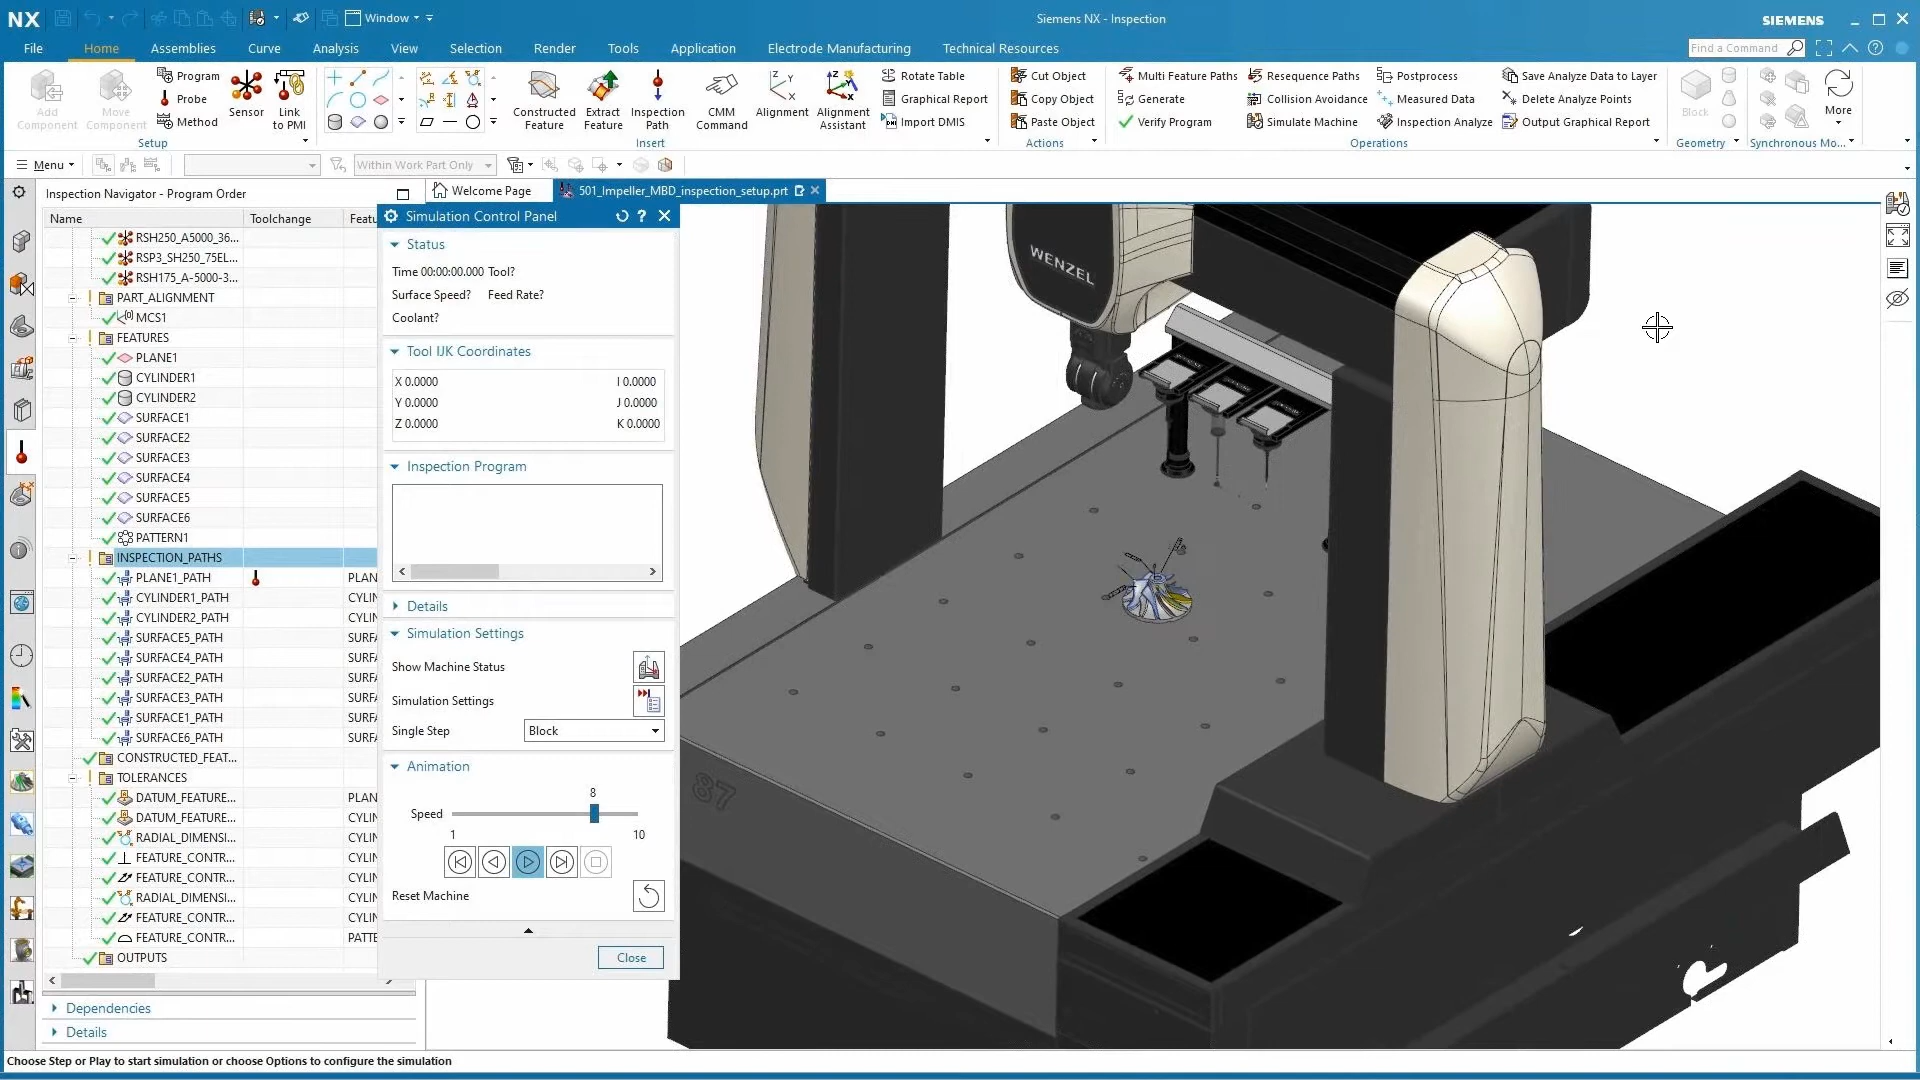 NX
Window
Siemens NX - Inspection
SIEMENS
File
Home
Assemblies
Curve
Analysis
View
Selection
Render
Tools
Application
Electrode Manufacturing
Technical Resources
Find a Command
Add Component
Move Component
Program
Probe
Method
Sensor
Link to PMI
Setup
Constructed Feature
Extract Feature
Inspection Path
CMM Command
Alignment
Alignment Assistant
Rotate Table
Graphical Report
Import DMIS
Insert
Cut Object
Copy Object
Paste Object
Actions
Multi Feature Paths
Generate
Verify Program
Resequence Paths
Collision Avoidance
Simulate Machine
Postprocess
Measured Data
Inspection Analyze
Save Analyze Data to Layer
Delete Analyze Points
Output Graphical Report
Operations
Block
Geometry
More
Synchronous Mo...
Menu
Within Work Part Only
Inspection Navigator - Program Order
Welcome Page
501_Impeller_MBD_inspection_setup.prt
Name
Toolchange
Featu
RSH250_A5000_36...
RSP3_SH250_75EL...
RSH175_A-5000-3...
PART_ALIGNMENT
MCS1
FEATURES
PLANE1
CYLINDER1
CYLINDER2
SURFACE1
SURFACE2
SURFACE3
SURFACE4
SURFACE5
SURFACE6
PATTERN1
INSPECTION_PATHS
PLANE1_PATH PLAN
CYLINDER1_PATH CYLIN
CYLINDER2_PATH CYLIN
SURFACE5_PATH SURFA
SURFACE4_PATH SURFA
SURFACE2_PATH SURFA
SURFACE3_PATH SURFA
SURFACE1_PATH SURFA
SURFACE6_PATH SURFA
CONSTRUCTED_FEAT...
TOLERANCES
DATUM_FEATURE... PLAN
DATUM_FEATURE... CYLIN
RADIAL_DIMENSI... CYLIN
FEATURE_CONTR... CYLIN
FEATURE_CONTR... CYLIN
RADIAL_DIMENSI... CYLIN
FEATURE_CONTR... CYLIN
FEATURE_CONTR... PATTE
OUTPUTS
Dependencies
Details
Simulation Control Panel
Status
Time 00:00:00.000 Tool?
Surface Speed? Feed Rate?
Coolant?
Tool IJK Coordinates
X 0.0000 I 0.0000
Y 0.0000 J 0.0000
Z 0.0000 K 0.0000
Inspection Program
Details
Simulation Settings
Show Machine Status
Simulation Settings
Single Step Block
Animation
8
Speed
1 10
Reset Machine
Close
WENZEL
87
Choose Step or Play to start simulation or choose Options to configure the simulation